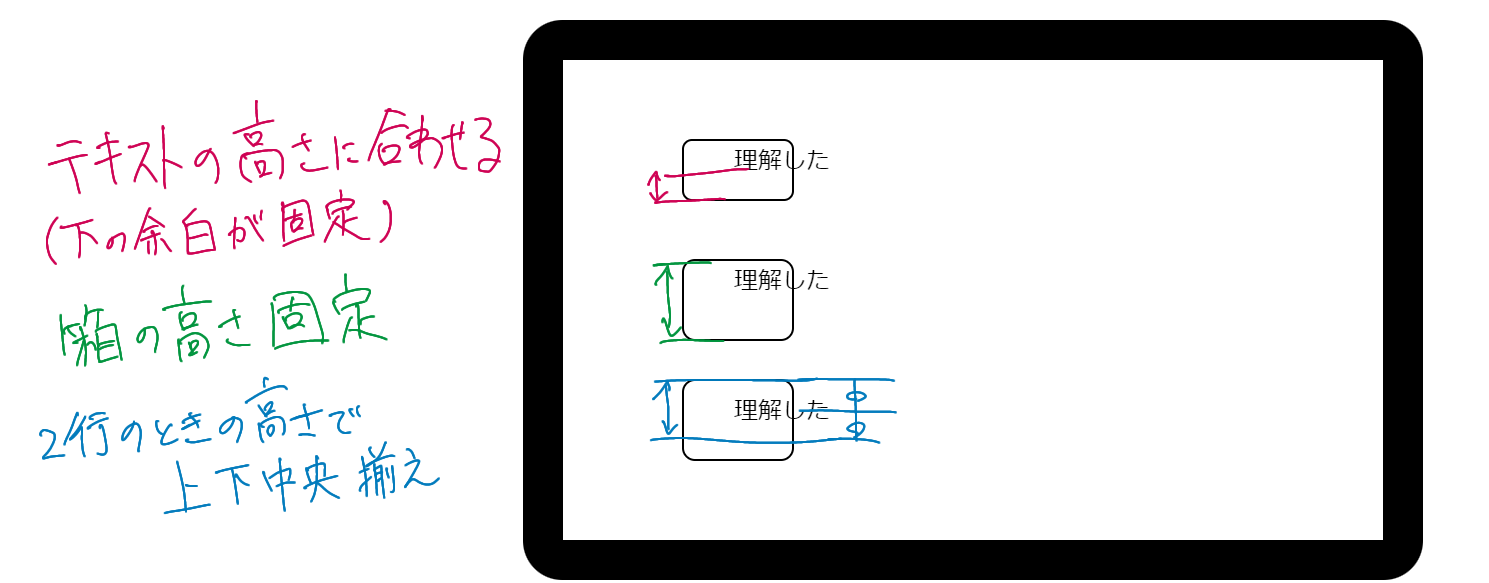 テキストの高さに合わせる
(下の余白が固定)
箱の高さ固定
2行のときの高さで
上下中央揃え
理解した
理解した
理解した